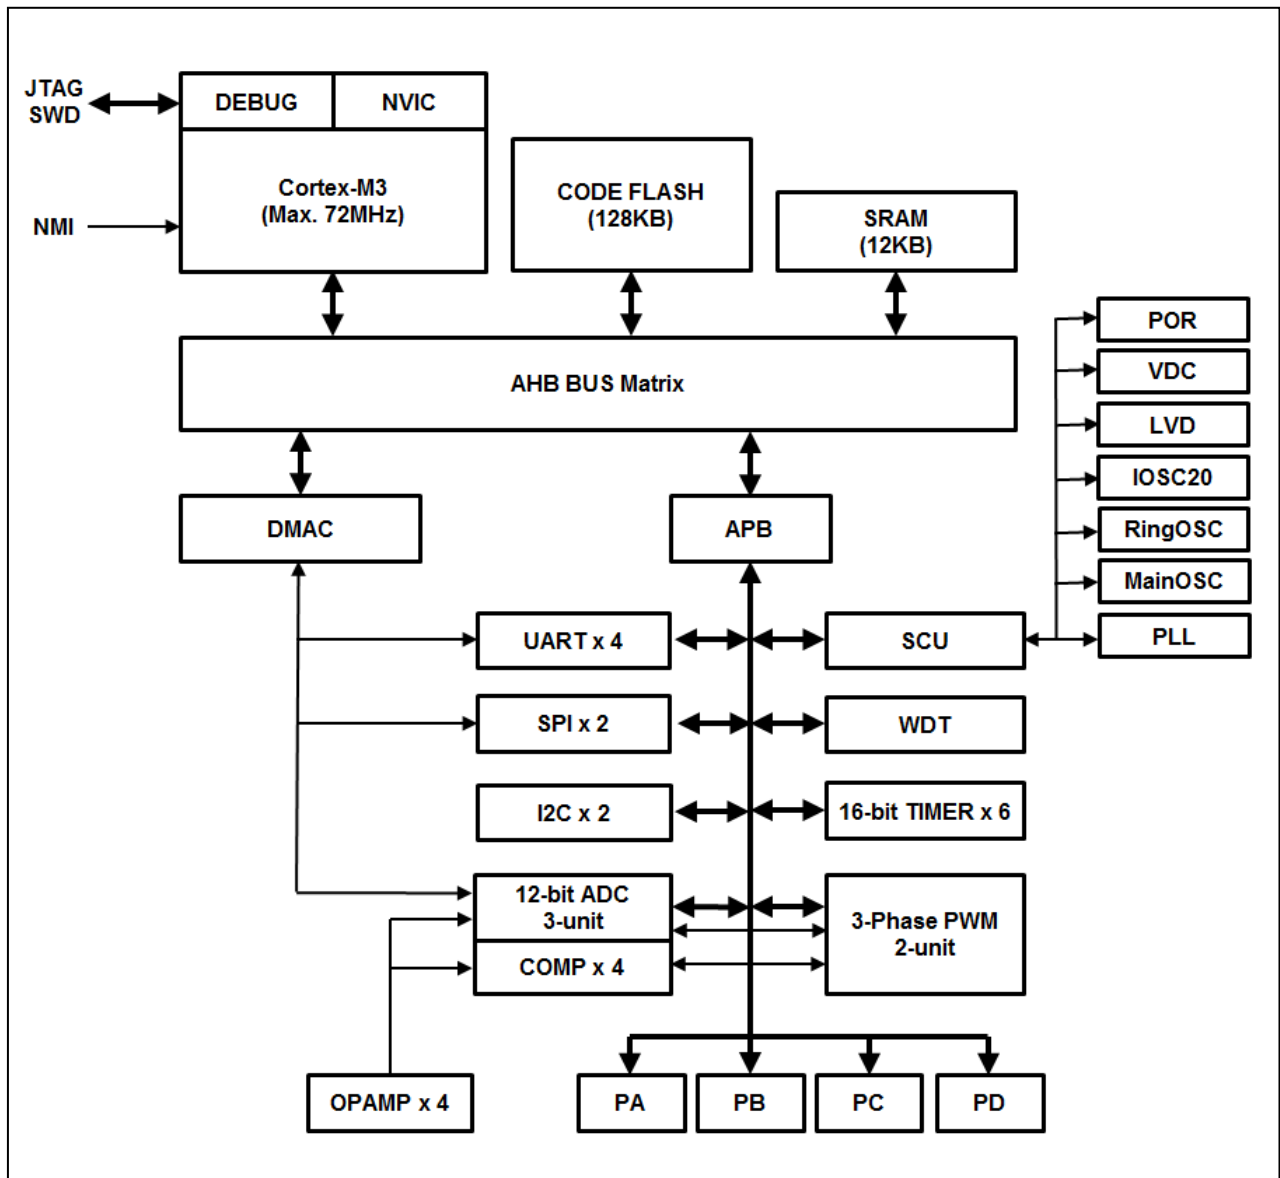 JTAG
SWD
DEBUG
NVIC
Cortex-M3
(Max. 72MHz)
NMI
CODE FLASH
(128KB)
SRAM
(12KB)
AHB BUS Matrix
POR
VDC
LVD
IOSC20
RingOSC
MainOSC
PLL
DMAC
APB
UART x 4
SCU
SPI x 2
WDT
I2C x 2
16-bit TIMER x 6
12-bit ADC
3-unit
COMP x 4
3-Phase PWM
2-unit
OPAMP x 4
PA
PB
PC
PD